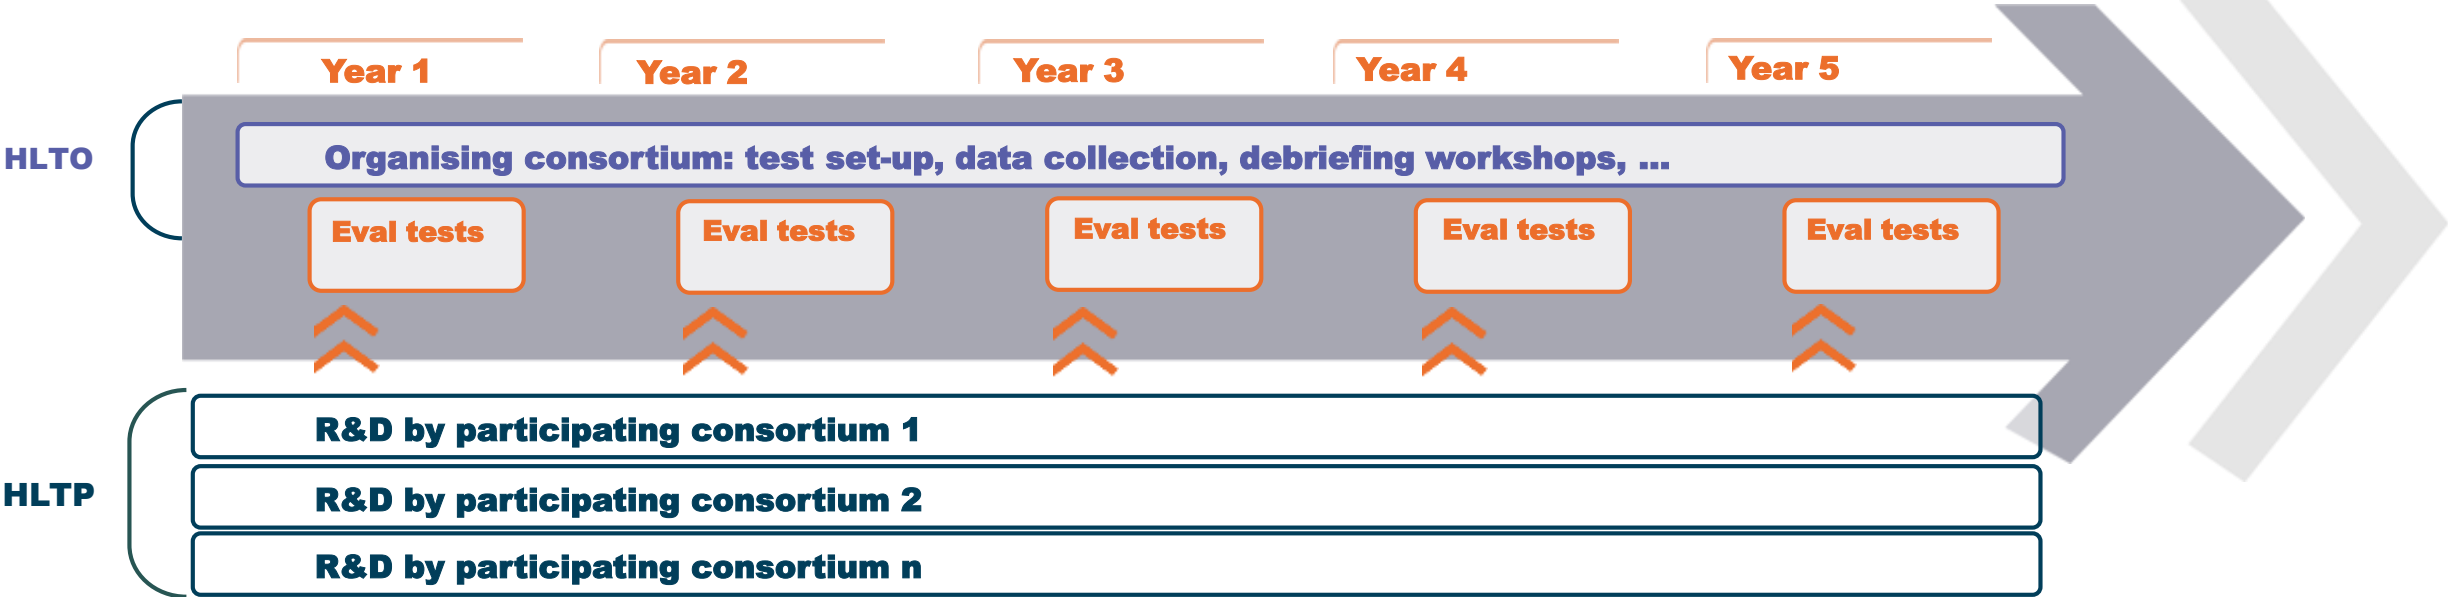 Year 1
Year 2
Year 3
Year 4
Year 5
HLTO
Organising consortium: test set-up, data collection, debriefing workshops, ...
Eval tests
Eval tests
Eval tests
Eval tests
Eval tests
HLTP
R&D by participating consortium 1
R&D by participating consortium 2
R&D by participating consortium n